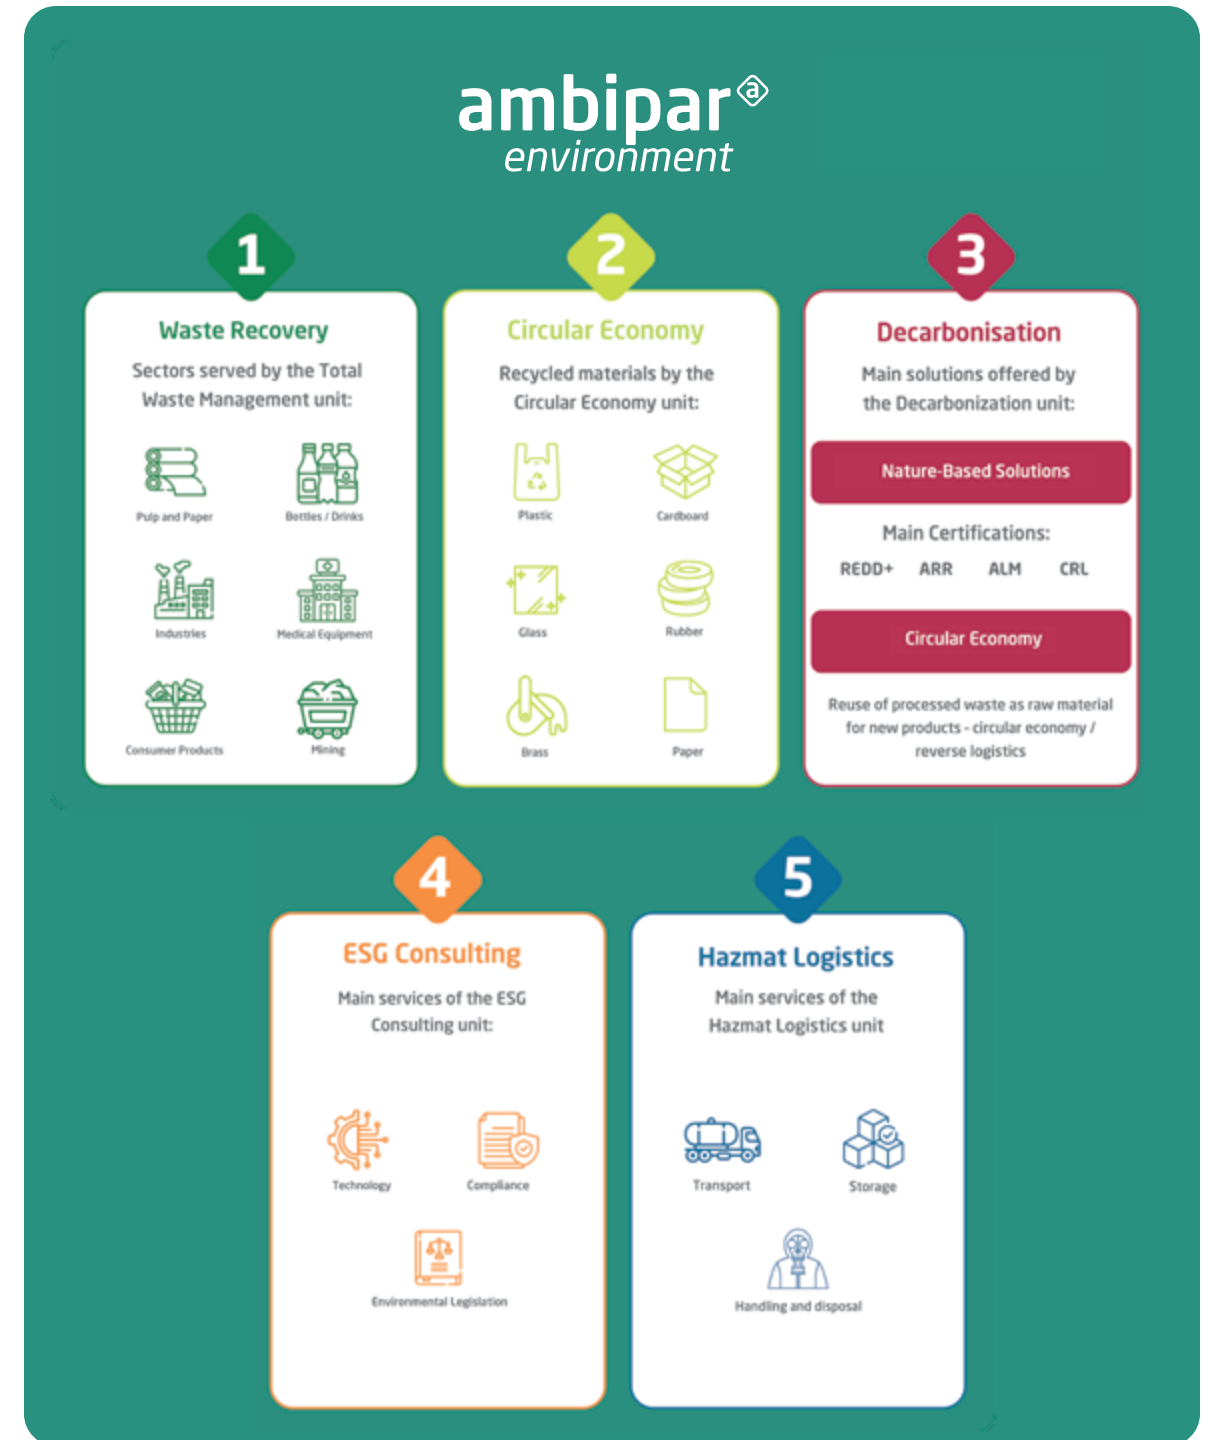 ambipar a
environment
1
Waste Recovery
Sectors served by the Total
Waste Management unit:
Pulp and Paper
Bottles / Drinks
Industries
Medical Equipment
Consumer Products
Mining
2
Circular Economy
Recycled materials by the
Circular Economy unit:
Plastic
Cardboard
Glass
Rubber
Brass
Paper
3
Decarbonisation
Main solutions offered by
the Decarbonization unit:
Nature-Based Solutions
Main Certifications:
REDD+ ARR ALM CRL
Circular Economy
Reuse of processed waste as raw material
for new products - circular economy /
reverse logistics
4
ESG Consulting
Main services of the ESG
Consulting unit:
Technology
Compliance
Environmental Legislation
5
Hazmat Logistics
Main services of the
Hazmat Logistics unit
Transport
Storage
Handling and disposal